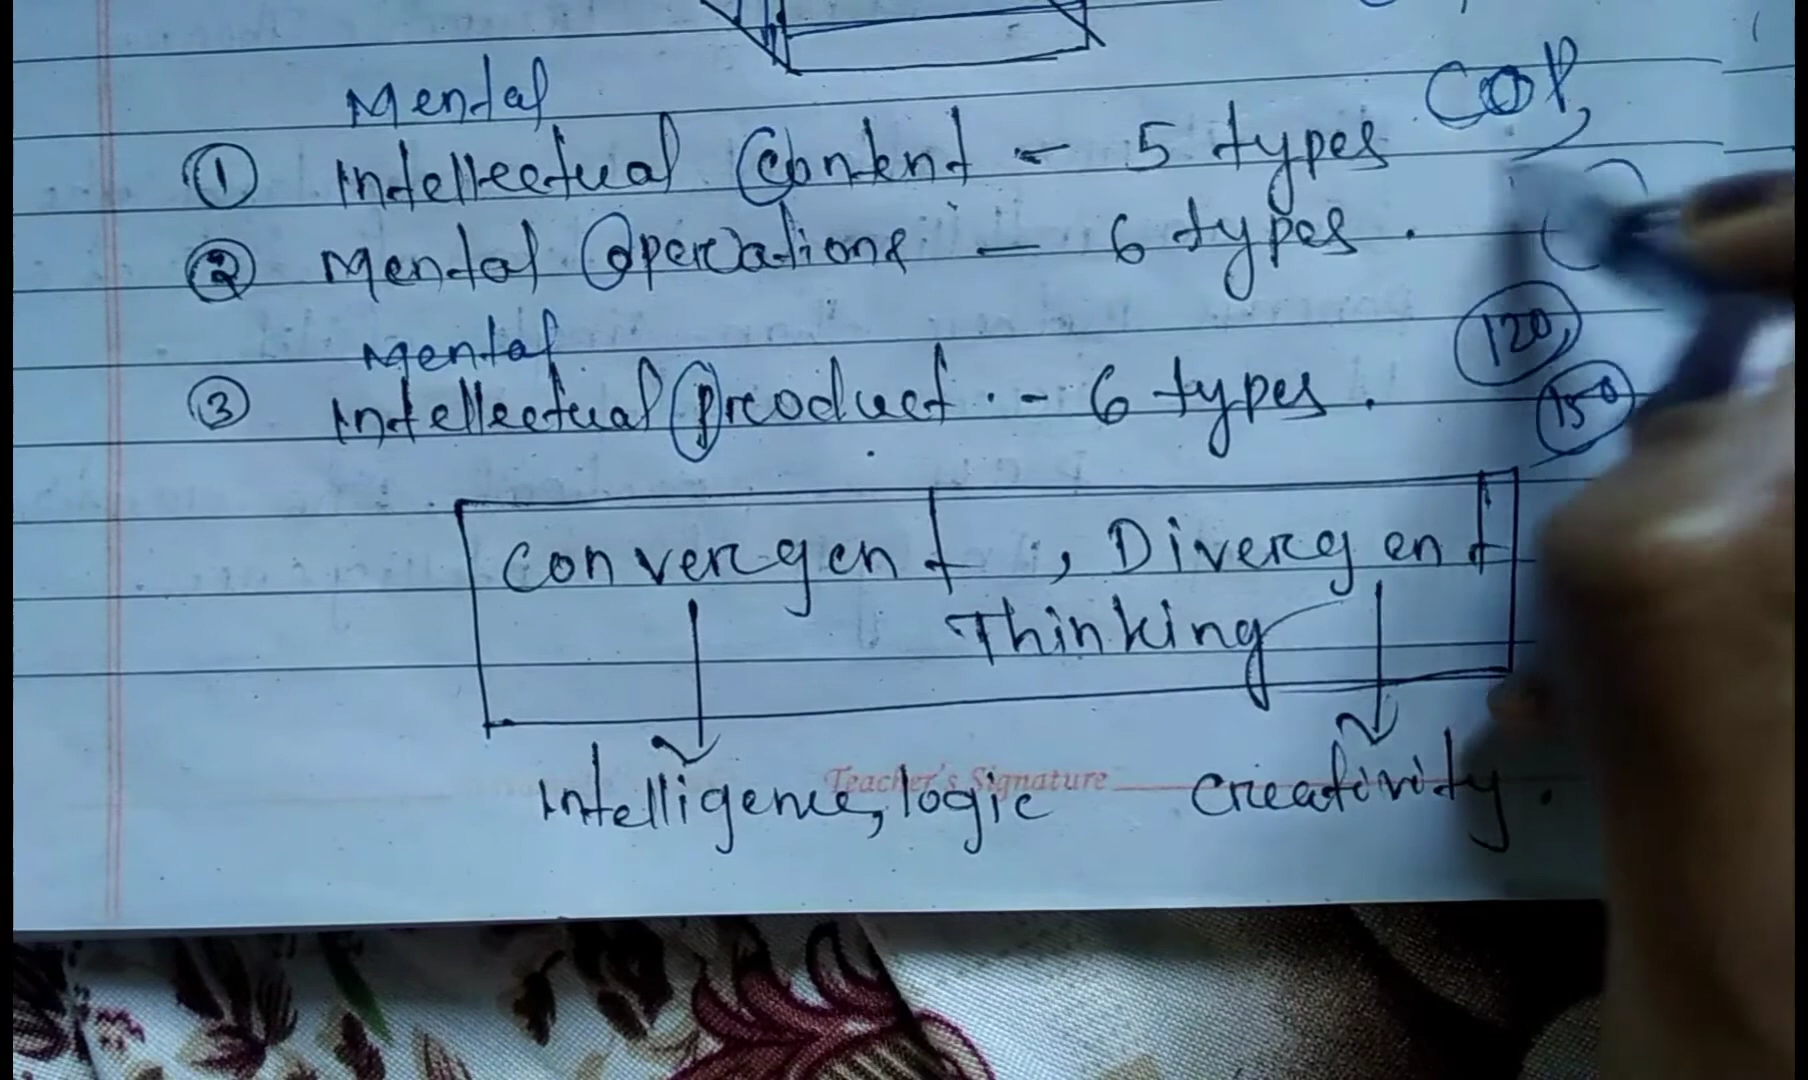 Mental
COP,
① Intellectual Content - 5 types
② Mental Operations - 6 types.
Mental
③ Intellectual product. - 6 types.
120,
150
Convergent, Divergent
Thinking
Intelligence, logic creativity.
Teacher's Signature